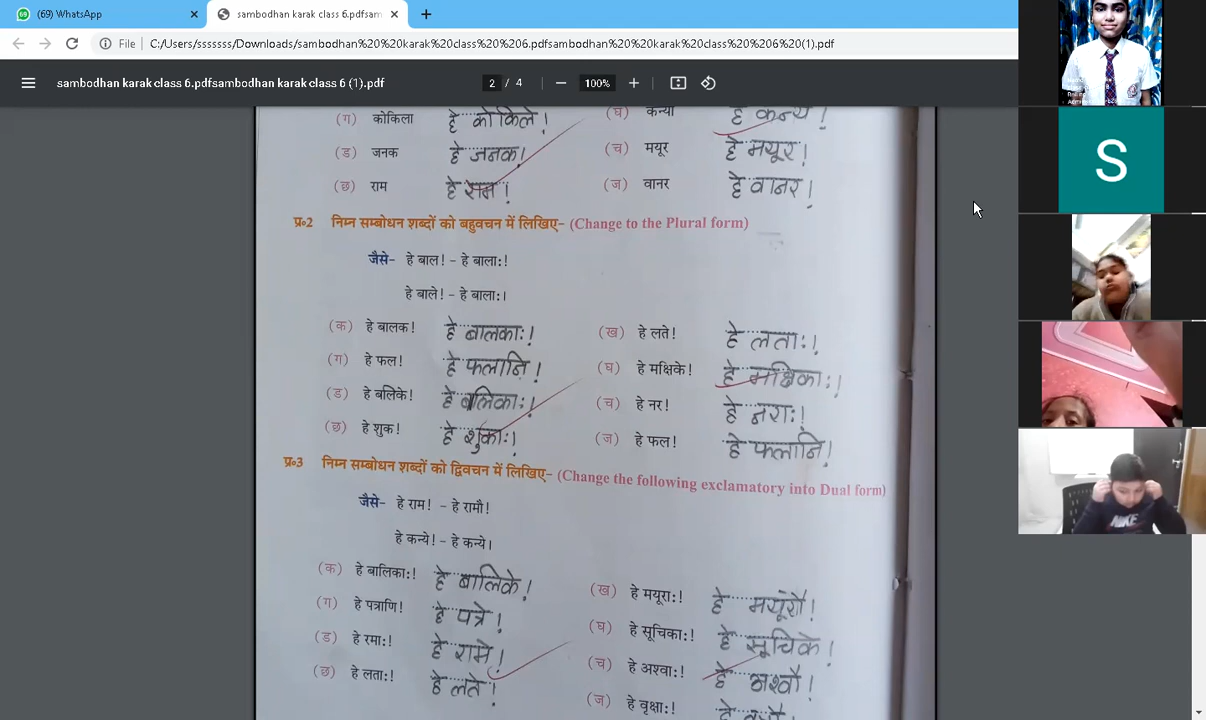 (69) WhatsApp
sambodhan karak class 6.pdfsam
File C:/Users/sssssss/Downloads/sambodhan%20%20karak%20class%20%206.pdfsambodhan%20%20karak%20class%20%206%20(1).pdf
sambodhan karak class 6.pdfsambodhan karak class 6 (1).pdf 2 / 4 100%
S
(ग) कोकिला हे कोकिले! (घ) कन्या हे कन्ये!
(ड) जनक हे जनक! (च) मयूर हे मयूर!
(छ) राम हे राम! (ज) वानर हे वानर!
प्र०2 निम्न सम्बोधन शब्दों को बहुवचन में लिखिए- (Change to the Plural form)
जैसे- हे बाल! - हे बालाः!
हे बाले! - हे बालाः।
(क) हे बालक! हे बालकाः! (ख) हे लते! हे लताः!
(ग) हे फल! हे फलानि! (घ) हे मक्षिके! हे मक्षिकाः!
(ड) हे बलिके! हे बलिकाः! (च) हे नर! हे नराः!
(छ) हे शुक! हे शुकाः! (ज) हे फल! हे फलानि!
प्र०3 निम्न सम्बोधन शब्दों को द्विवचन में लिखिए- (Change the following exclamatory into Dual form)
जैसे- हे राम! - हे रामौ!
हे कन्ये! - हे कन्ये।
(क) हे बालिकाः! हे बालिके! (ख) हे मयूराः! हे मयूरौ!
(ग) हे पत्राणि! हे पत्रे! (घ) हे सूचिकाः! हे सूचिके!
(ड) हे रमाः! हे रामे! (च) हे अश्वाः! हे अश्वौ!
(छ) हे लताः! हे लते! (ज) हे वृक्षाः!